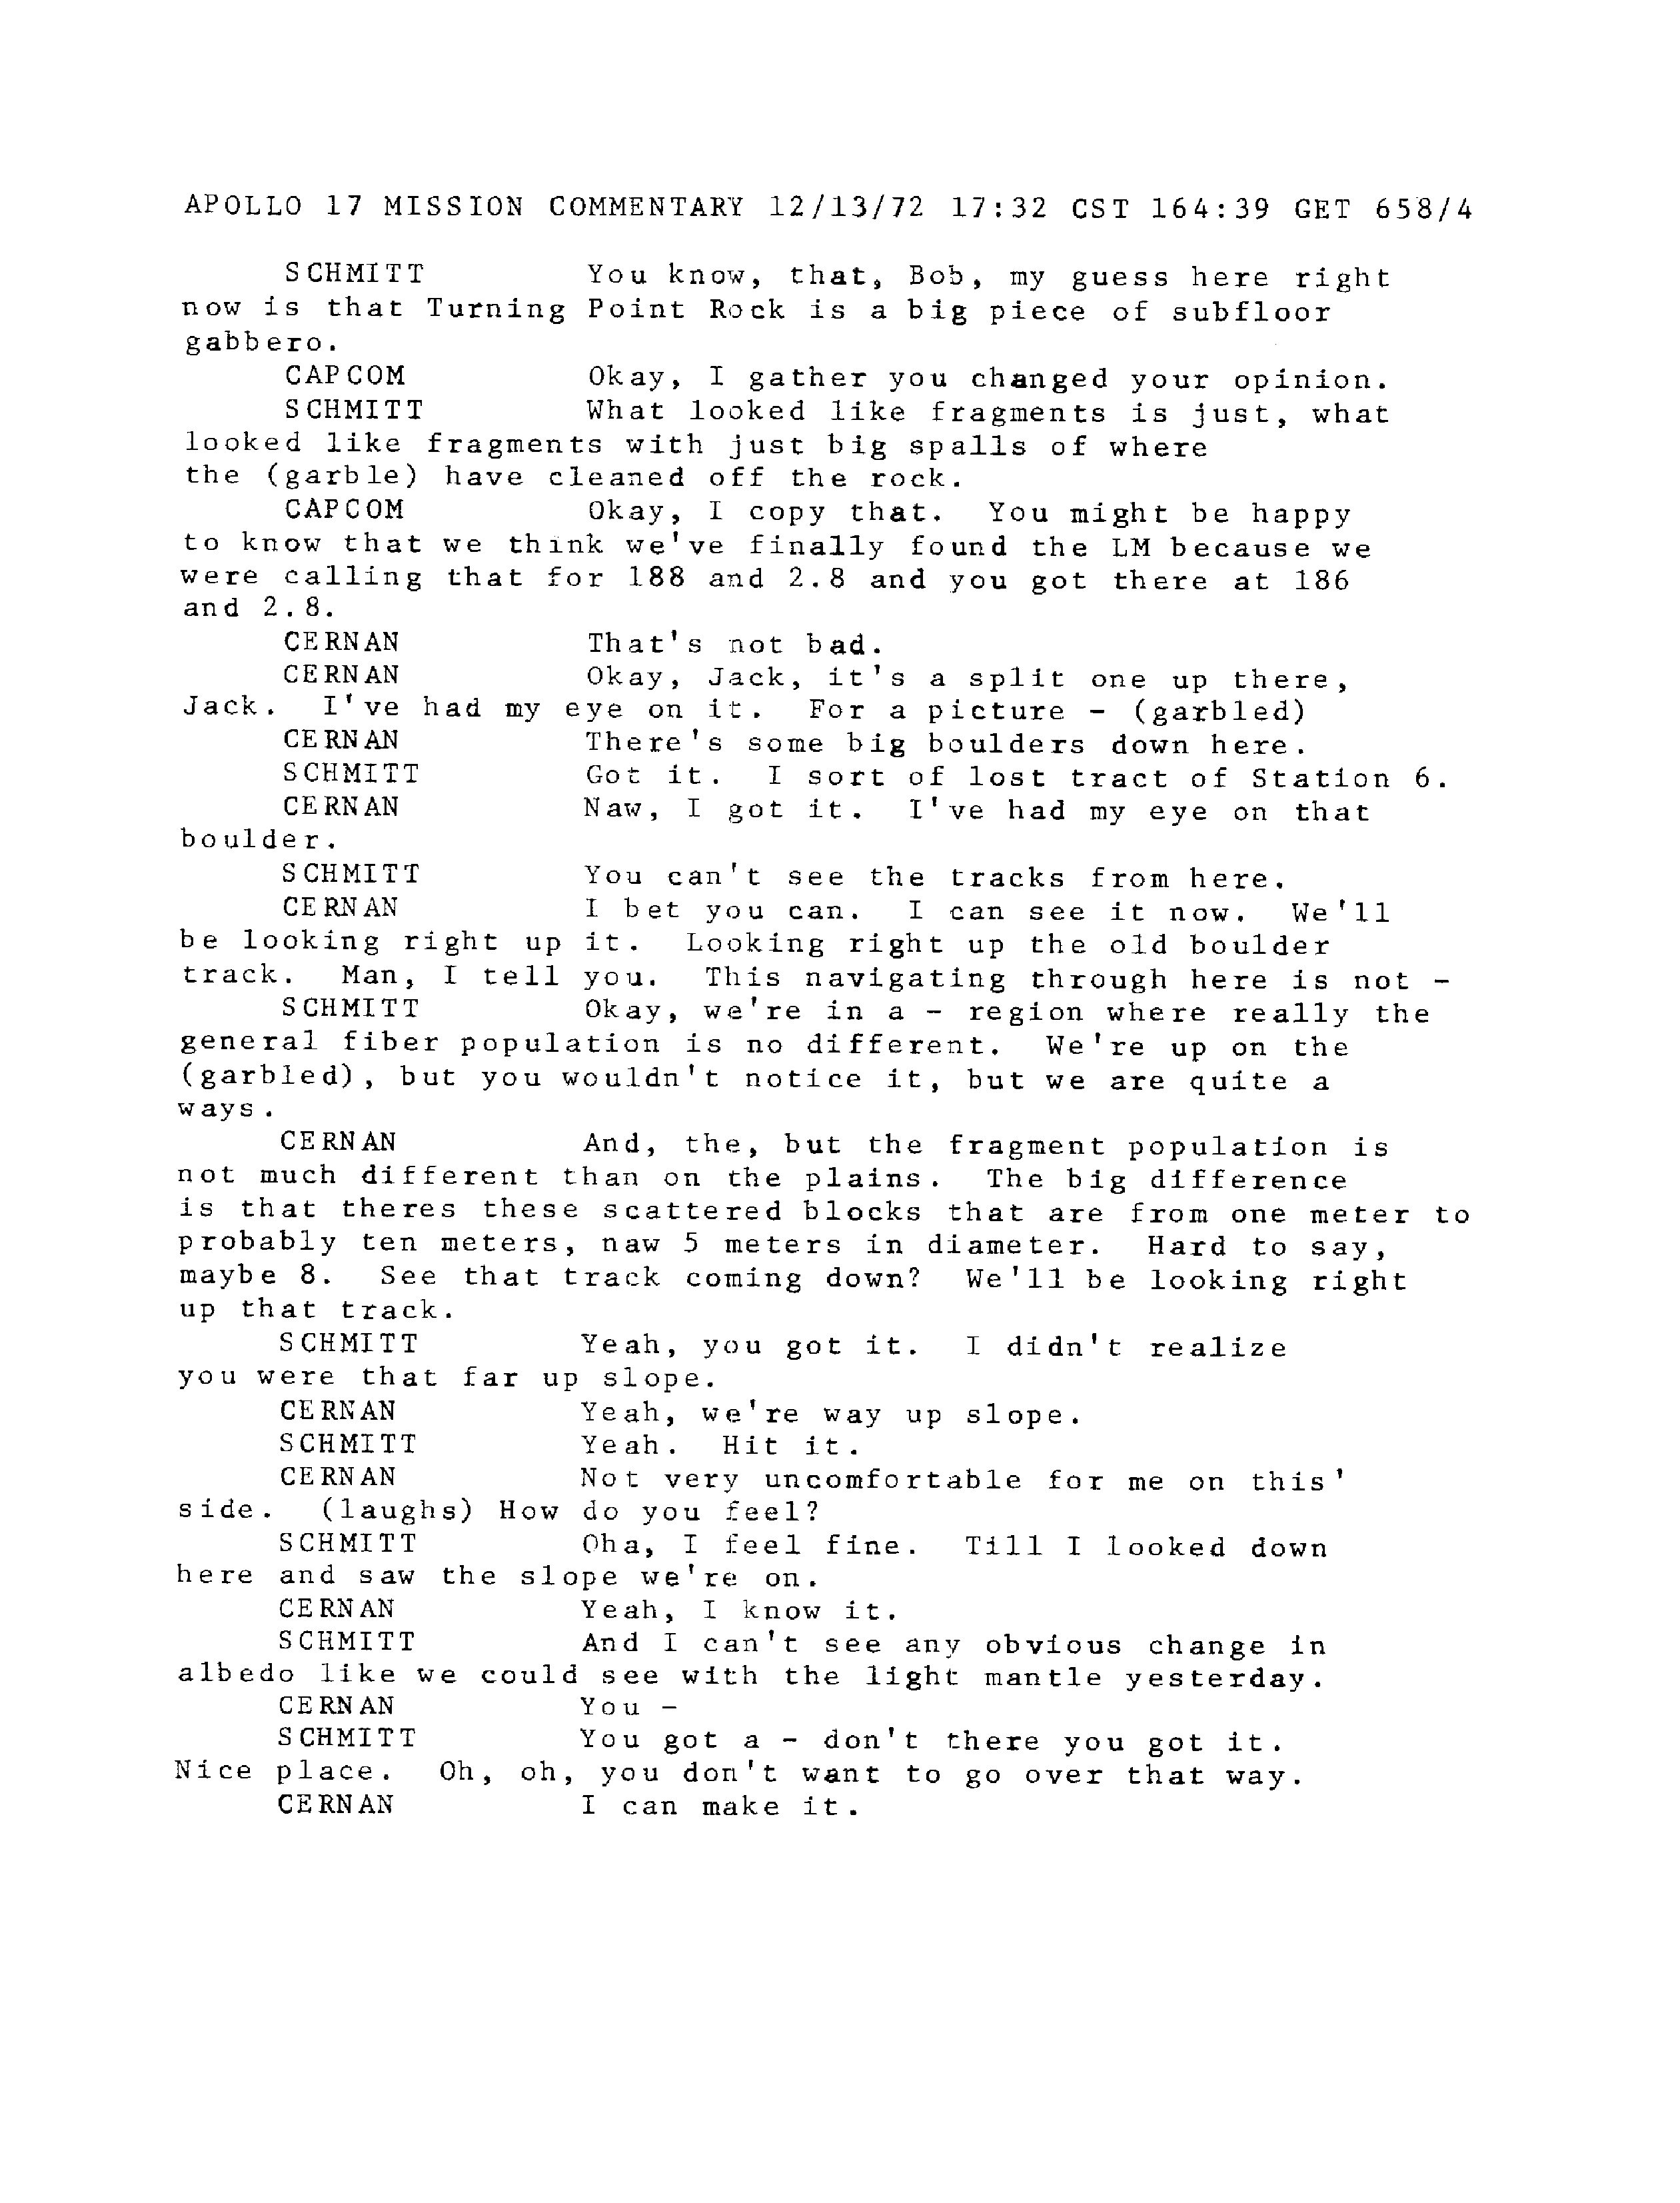 APOLLO 17 MISSION COMMENTARY 12/13/72 17:32 CST 164:39 GET 658/4
SCHMITT You know, that, Bob, my guess here right
now is that Turning Point Rock is a big piece of subfloor
gabbero.
CAPCOM Okay, I gather you changed your opinion.
SCHMITT What looked like fragments is just, what
looked like fragments with just big spalls of where
the (garble) have cleaned off the rock.
CAPCOM Okay, I copy that. You might be happy
to know that we think we've finally found the LM because we
were calling that for 188 and 2.8 and you got there at 186
and 2.8.
CERNAN That's not bad.
CERNAN Okay, Jack, it's a split one up there,
Jack. I've had my eye on it. For a picture - (garbled)
CERNAN There's some big boulders down here.
SCHMITT Got it. I sort of lost tract of Station 6.
CERNAN Naw, I got it. I've had my eye on that
boulder.
SCHMITT You can't see the tracks from here.
CERNAN I bet you can. I can see it now. We'll
be looking right up it. Looking right up the old boulder
track. Man, I tell you. This navigating through here is not -
SCHMITT Okay, we're in a - region where really the
general fiber population is no different. We're up on the
(garbled), but you wouldn't notice it, but we are quite a
ways.
CERNAN And, the, but the fragment population is
not much different than on the plains. The big difference
is that theres these scattered blocks that are from one meter to
probably ten meters, naw 5 meters in diameter. Hard to say,
maybe 8. See that track coming down? We'll be looking right
up that track.
SCHMITT Yeah, you got it. I didn't realize
you were that far up slope.
CERNAN Yeah, we're way up slope.
SCHMITT Yeah. Hit it.
CERNAN Not very uncomfortable for me on this'
side. (laughs) How do you feel?
SCHMITT Oha, I feel fine. Till I looked down
here and saw the slope we're on.
CERNAN Yeah, I know it.
SCHMITT And I can't see any obvious change in
albedo like we could see with the light mantle yesterday.
CERNAN You -
SCHMITT You got a - don't there you got it.
Nice place. Oh, oh, you don't want to go over that way.
CERNAN I can make it.